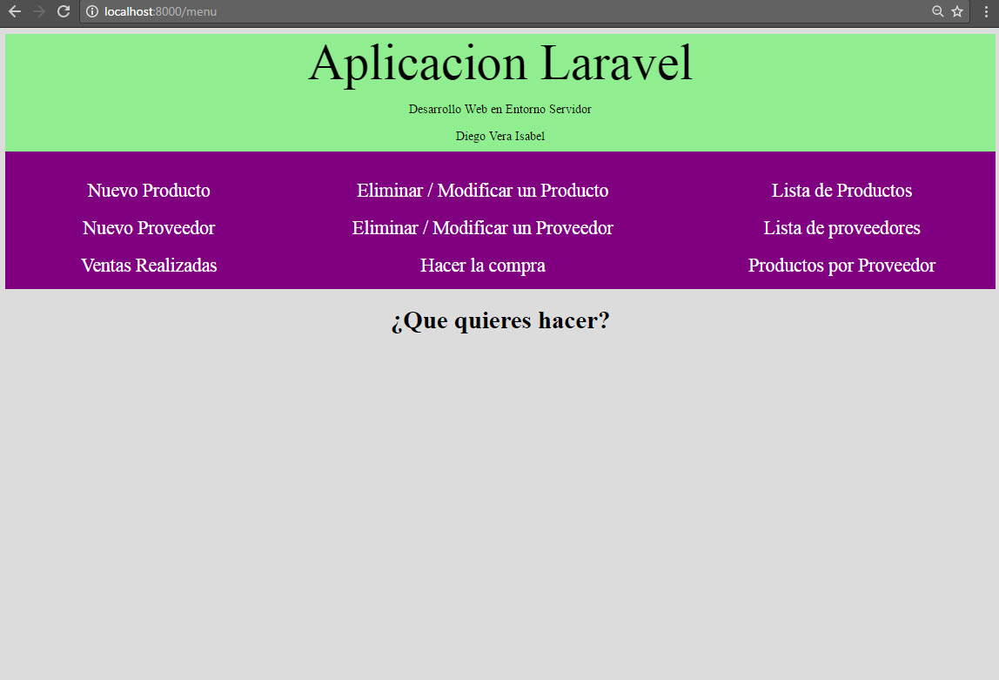 localhost:8000/menu
Aplicacion Laravel
Desarrollo Web en Entorno Servidor
Diego Vera Isabel
Nuevo Producto Eliminar / Modificar un Producto Lista de Productos
Nuevo Proveedor Eliminar / Modificar un Proveedor Lista de proveedores
Ventas Realizadas Hacer la compra Productos por Proveedor
¿Que quieres hacer?